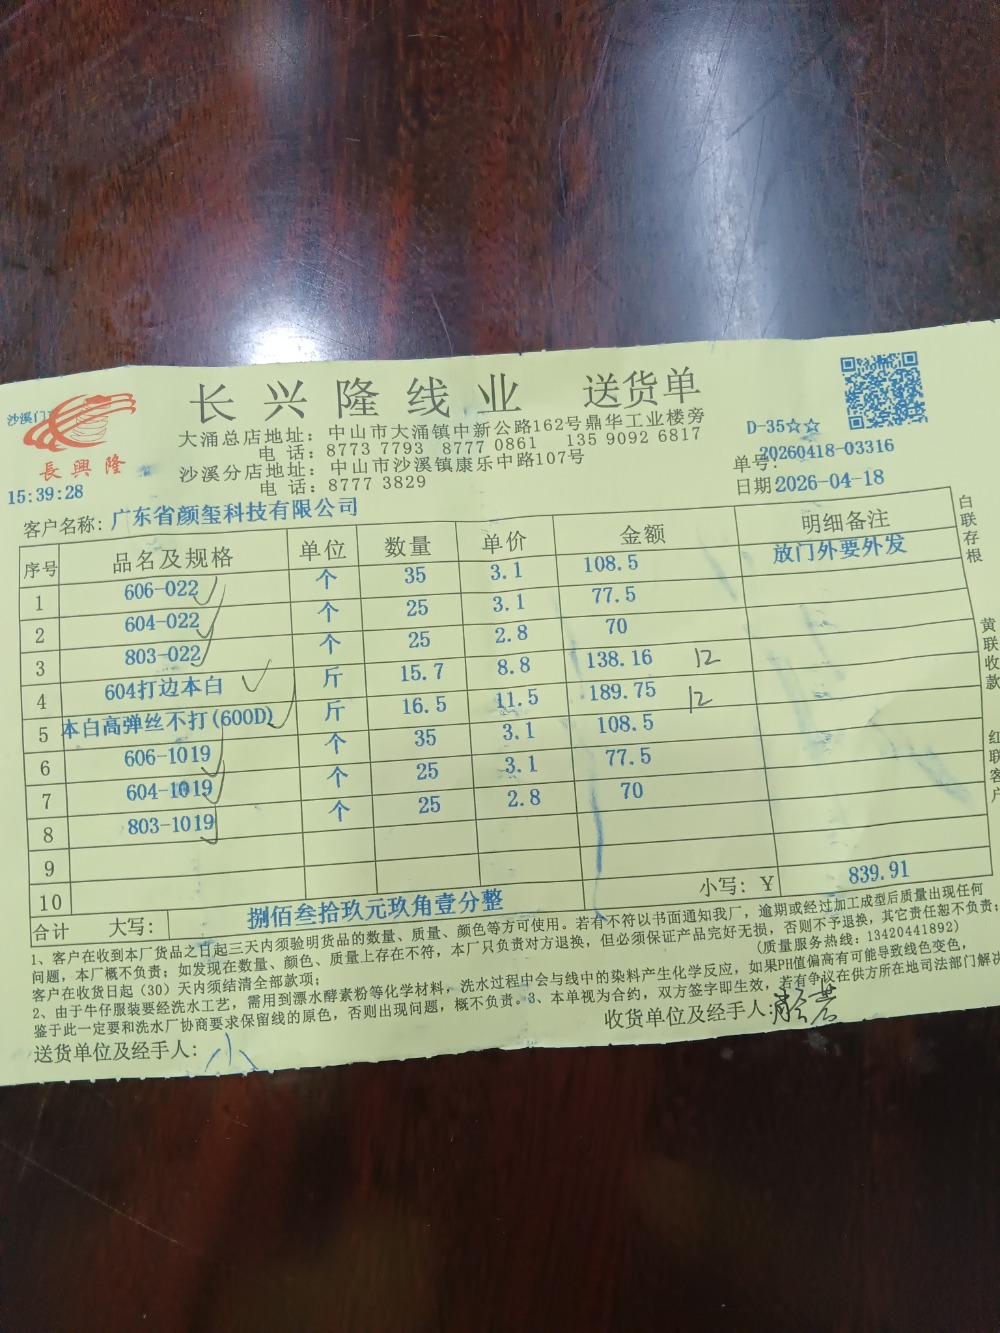 长兴隆线业 送货单
沙溪门
長興隆
大涌总店地址：中山市大涌镇中新公路162号鼎华工业楼旁
电 话：8773 7793 8777 0861 135 9092 6817
沙溪分店地址：中山市沙溪镇康乐中路107号
电 话：8777 3829
D-35☆☆
单号：20260418-03316
日期2026-04-18
15:39:28
客户名称：广东省颜玺科技有限公司
序号 品名及规格 单位 数量 单价 金额 明细备注
1 606-022 个 35 3.1 108.5 放门外要外发
2 604-022 个 25 3.1 77.5
3 803-022 个 25 2.8 70
4 604打边本白 斤 15.7 8.8 138.16 12
5 本白高弹丝不打(600D) 斤 16.5 11.5 189.75 12
6 606-1019 个 35 3.1 108.5
7 604-1019 个 25 3.1 77.5
8 803-1019 个 25 2.8 70
9
10
合计 大写：捌佰叁拾玖元玖角壹分整 小写：￥ 839.91
白联存根
黄联收款
红联客户
1、客户在收到本厂货品之日起三天内须验明货品的数量、质量、颜色等方可使用。若有不符以书面通知我厂，逾期或经过加工成型后质量出现任何
问题，本厂概不负责；如发现在数量、颜色、质量上存在不符，本厂只负责对方退换，但必须保证产品完好无损，否则不予退换，其它责任恕不负责；
客户在收货日起（30）天内须结清全部款项；
(质量服务热线：13420441892)
2、由于牛仔服装要经洗水工艺，需用到漂水酵素粉等化学材料，洗水过程中会与线中的染料产生化学反应，如果PH值偏高有可能导致线色变色，
鉴于此一定要和洗水厂协商要求保留线的原色，否则出现问题，概不负责。3、本单视为合约，双方签字即生效，若有争议在供方所在地司法部门解决
送货单位及经手人：小
收货单位及经手人：